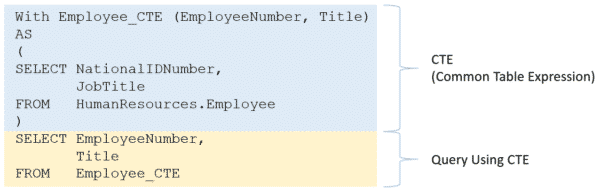 With Employee_CTE (EmployeeNumber, Title)
AS
(
SELECT NationalIDNumber,
       JobTitle
FROM   HumanResources.Employee
)
SELECT EmployeeNumber,
       Title
FROM   Employee_CTE
CTE
(Common Table Expression)
Query Using CTE